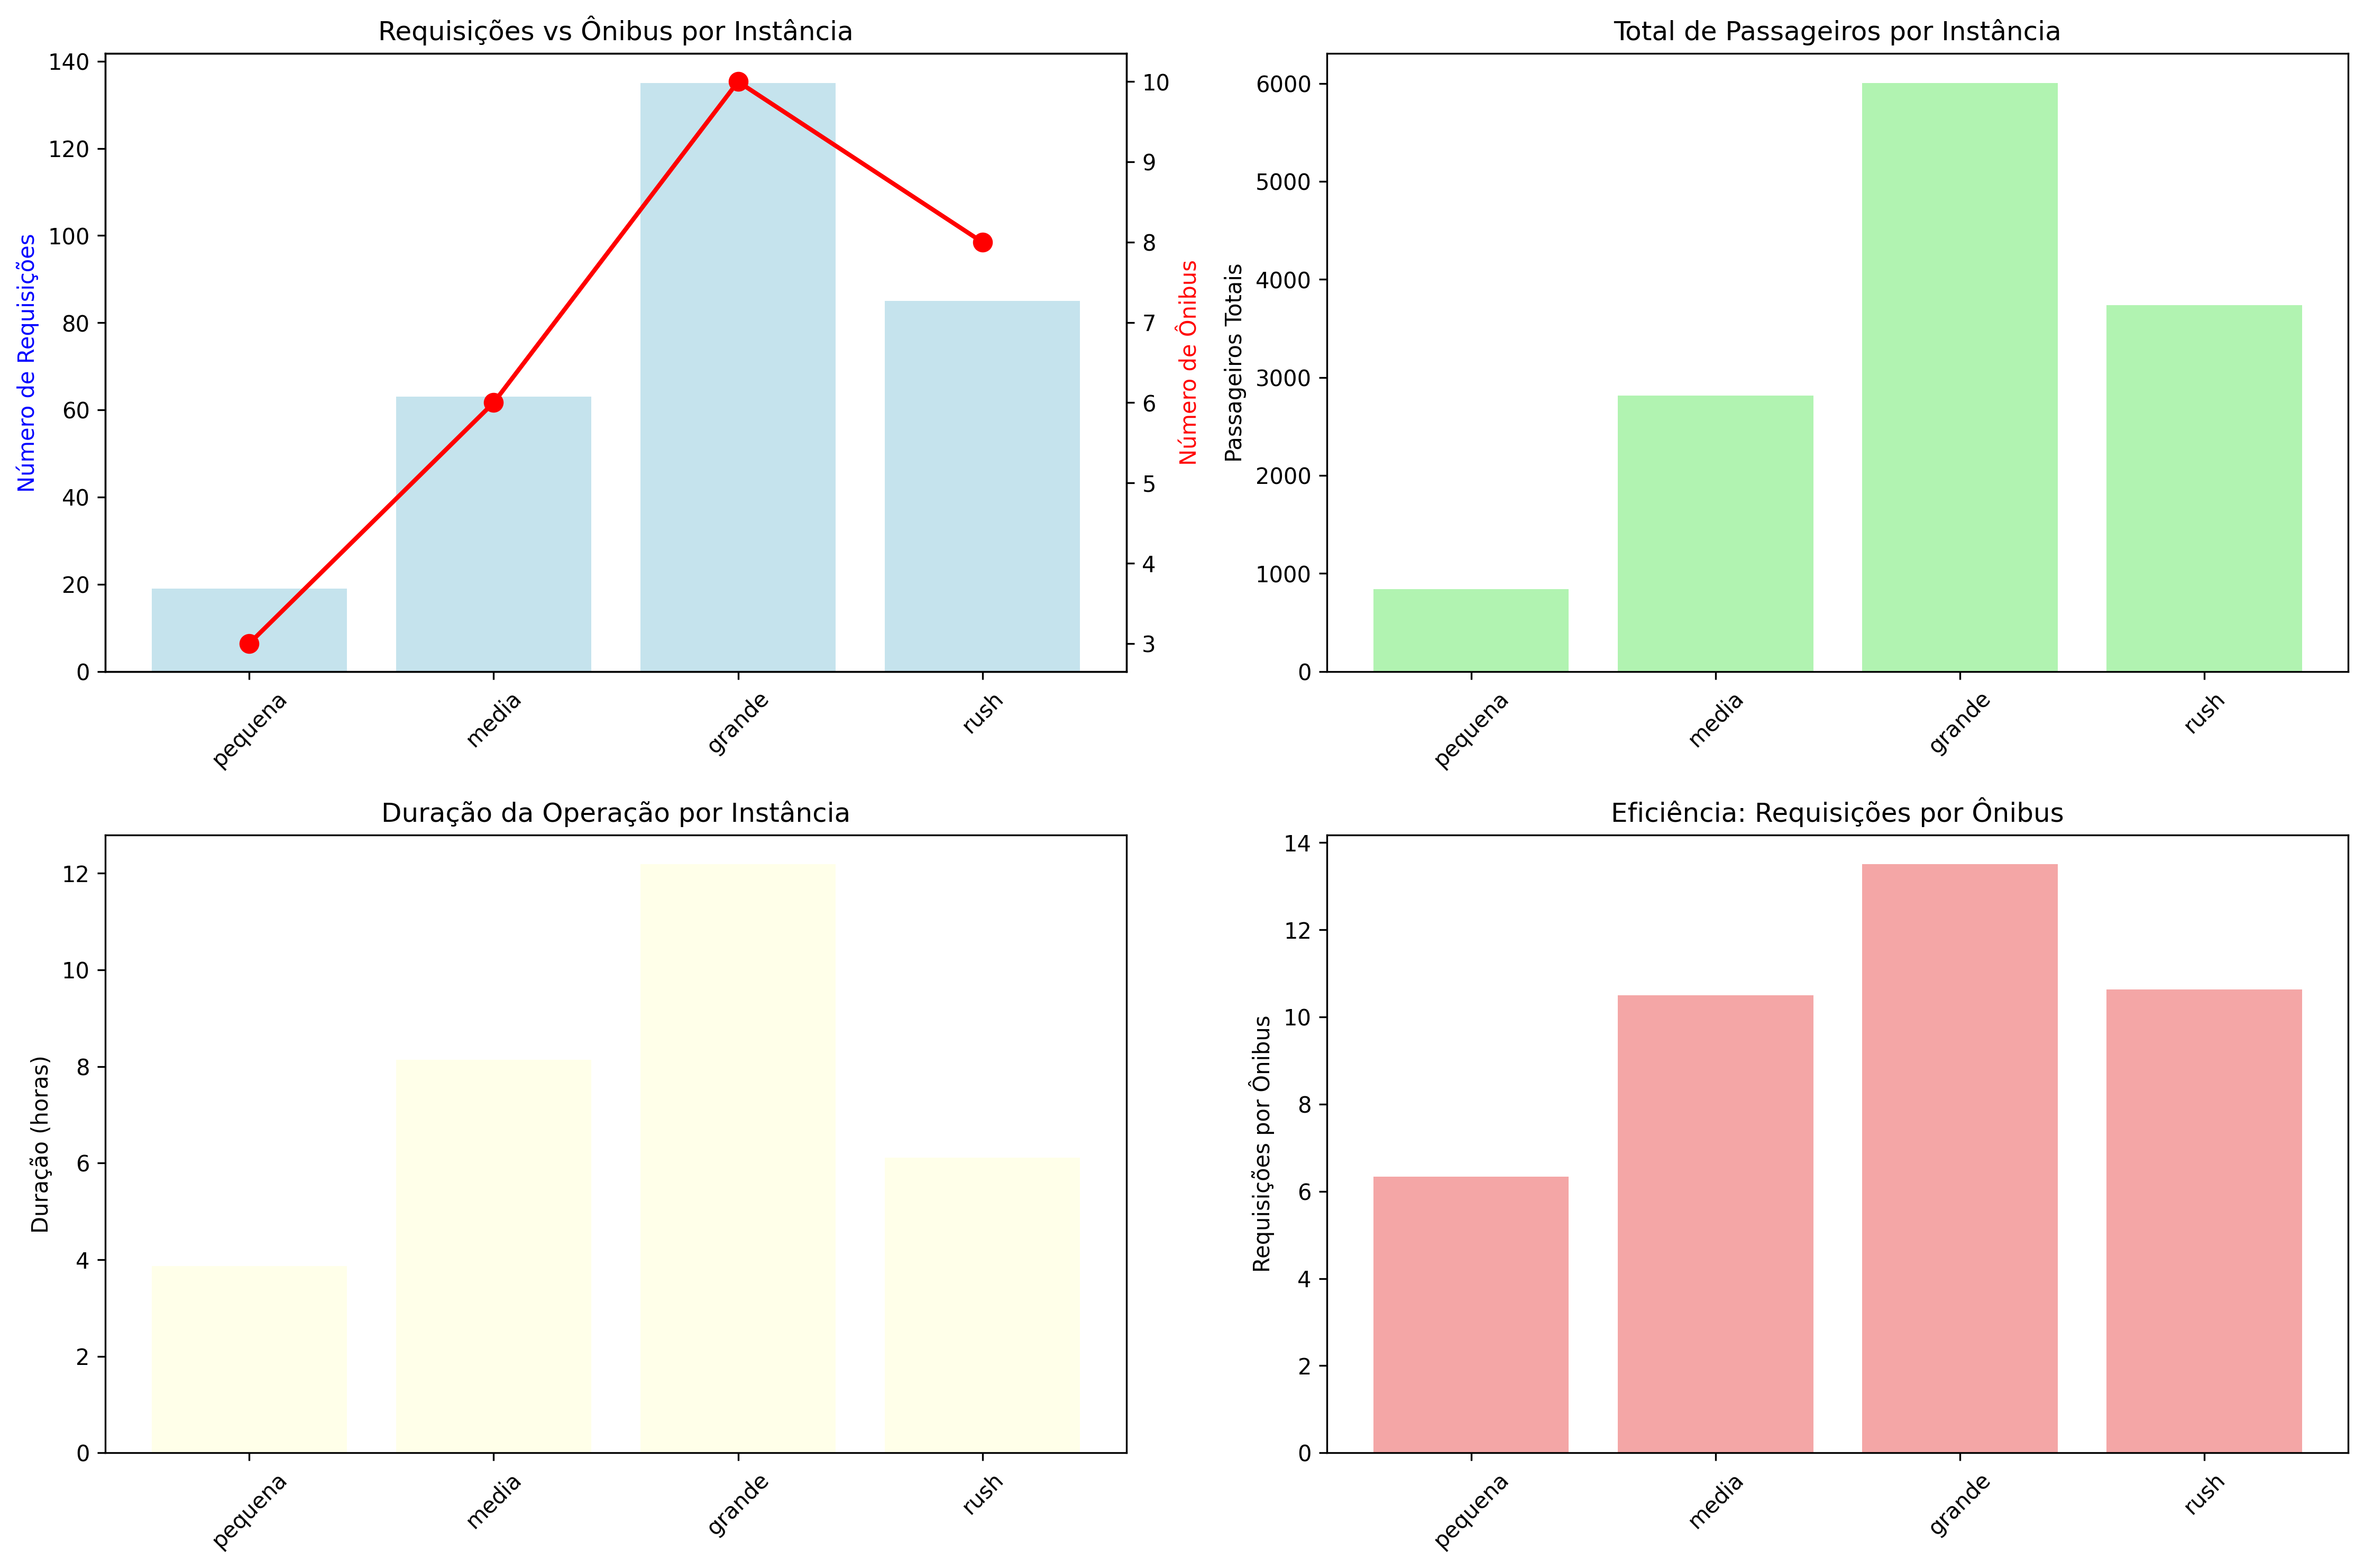 Requisições vs Ônibus por Instância
Número de Requisições
140
120
100
80
60
40
20
0
10
9
8
7
6
5
4
3
Número de Ônibus
pequena
media
grande
rush
Total de Passageiros por Instância
Passageiros Totais
6000
5000
4000
3000
2000
1000
0
pequena
media
grande
rush
Duração da Operação por Instância
Duração (horas)
12
10
8
6
4
2
0
pequena
media
grande
rush
Eficiência: Requisições por Ônibus
Requisições por Ônibus
14
12
10
8
6
4
2
0
pequena
media
grande
rush